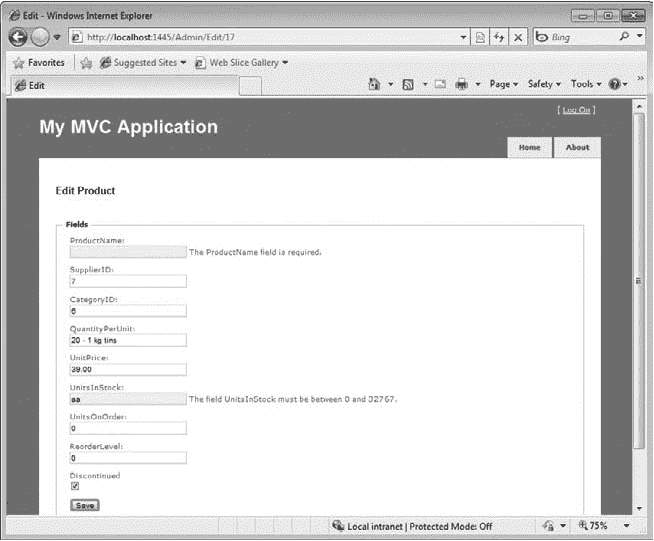 Edit - Windows Internet Explorer
http://localhost:1445/Admin/Edit/17
Bing
Favorites Suggested Sites Web Slice Gallery
Edit
Page Safety Tools
[ Log On ]
My MVC Application
Home About
Edit Product
Fields
ProductName:
The ProductName field is required.
SupplierID:
7
CategoryID:
6
QuantityPerUnit:
20 - 1 kg tins
UnitPrice:
39.00
UnitsInStock:
aa The field UnitsInStock must be between 0 and 32767.
UnitsOnOrder:
0
ReorderLevel:
0
Discontinued
Save
Local intranet | Protected Mode: Off
75%